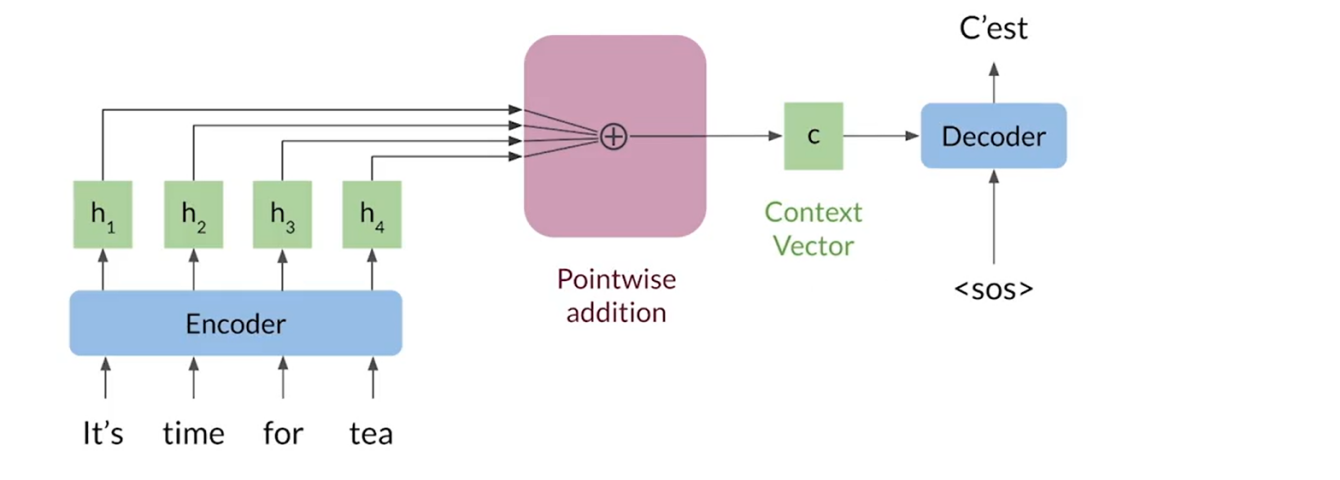 C’est
Decoder
c
h1 h2 h3 h4
Context
Vector
Pointwise
addition
<sos>
Encoder
It’s time for tea